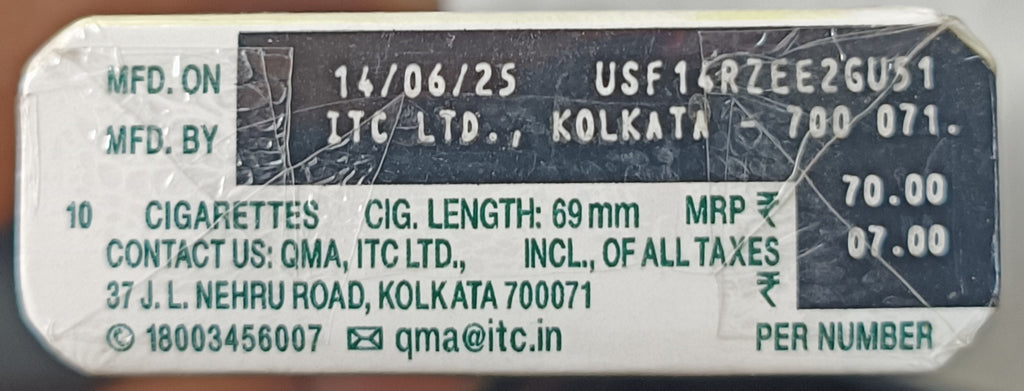 MFD. ON 14/06/25 USF14RZEE2GU51
MFD. BY ITC LTD., KOLKATA - 700 071.
10 CIGARETTES CIG. LENGTH: 69 mm MRP ₹ 70.00
CONTACT US: QMA, ITC LTD., INCL., OF ALL TAXES
37 J. L. NEHRU ROAD, KOLKATA 700071 ₹ 07.00
18003456007 qma@itc.in PER NUMBER